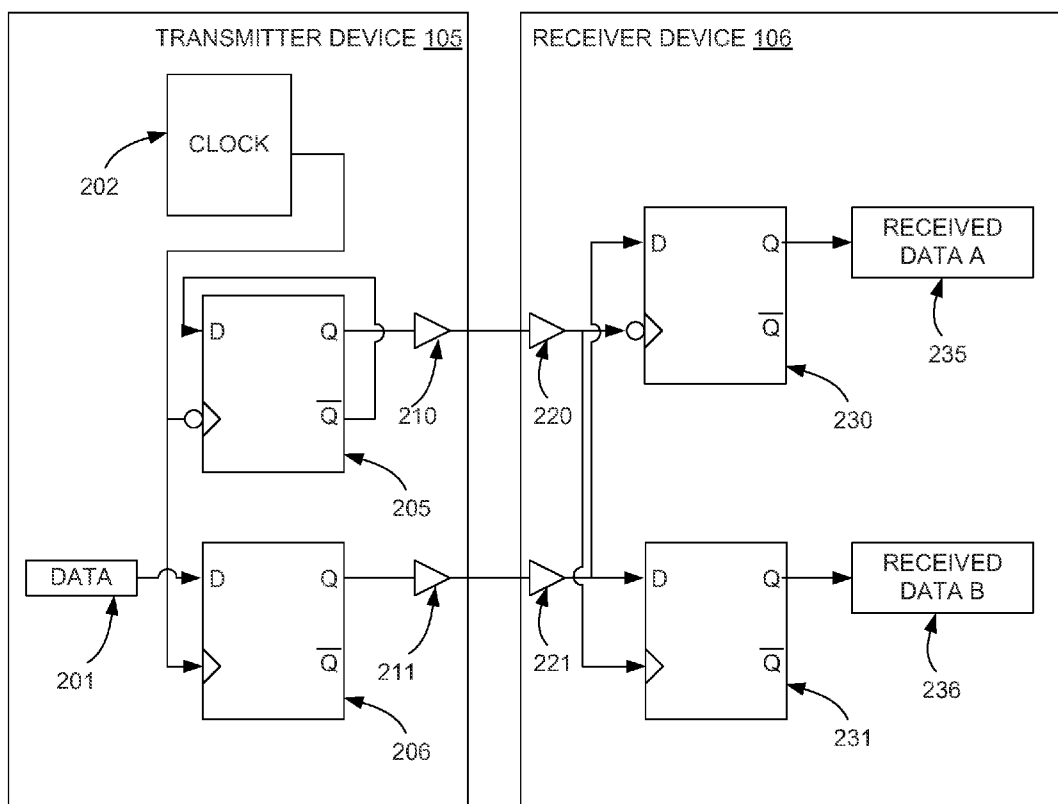 TRANSMITTER DEVICE 105
RECEIVER DEVICE 106
CLOCK
202
D
Q
Q̅
205
210
220
D
Q
Q̅
230
RECEIVED
DATA A
235
DATA
201
D
Q
Q̅
206
211
221
D
Q
Q̅
231
RECEIVED
DATA B
236